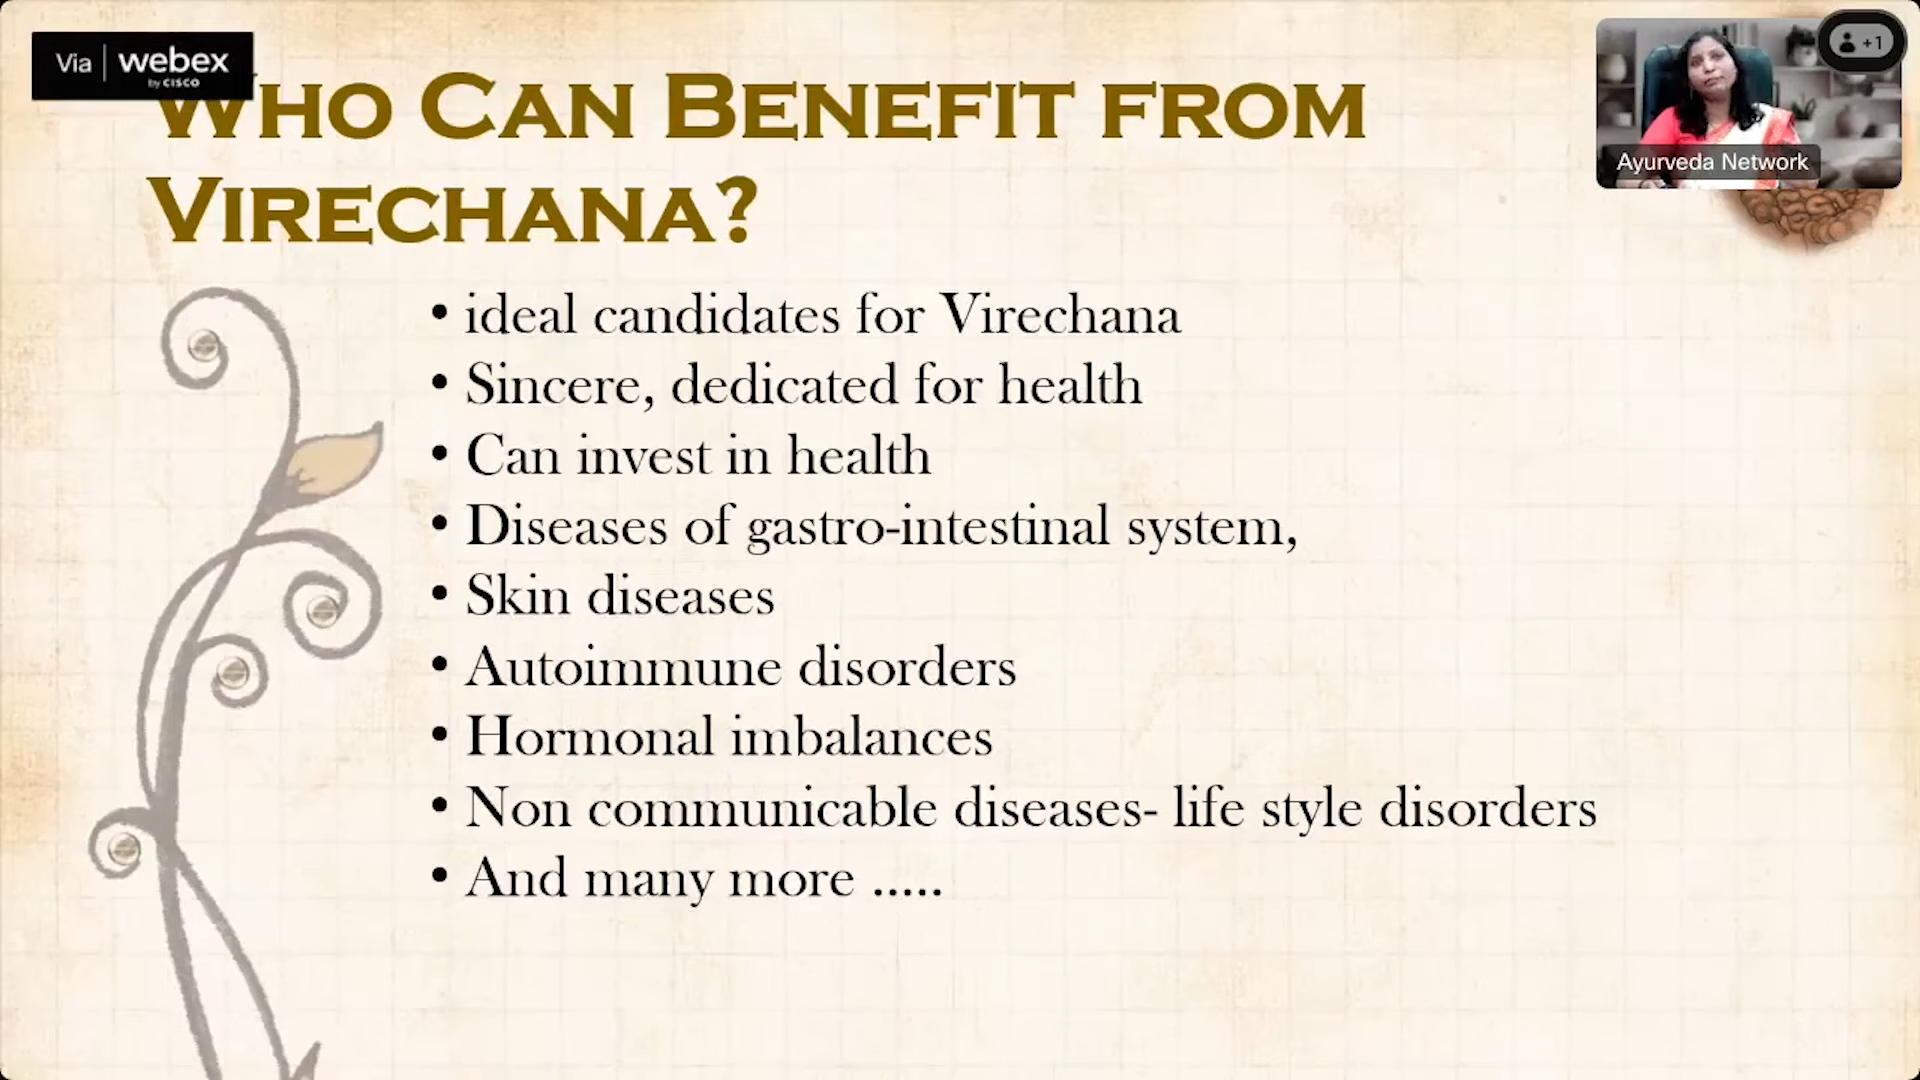 Via webex
by CISCO
+1
Ayurveda Network
WHO CAN BENEFIT FROM
VIRECHANA?
• ideal candidates for Virechana
• Sincere, dedicated for health
• Can invest in health
• Diseases of gastro-intestinal system,
• Skin diseases
• Autoimmune disorders
• Hormonal imbalances
• Non communicable diseases- life style disorders
• And many more .....